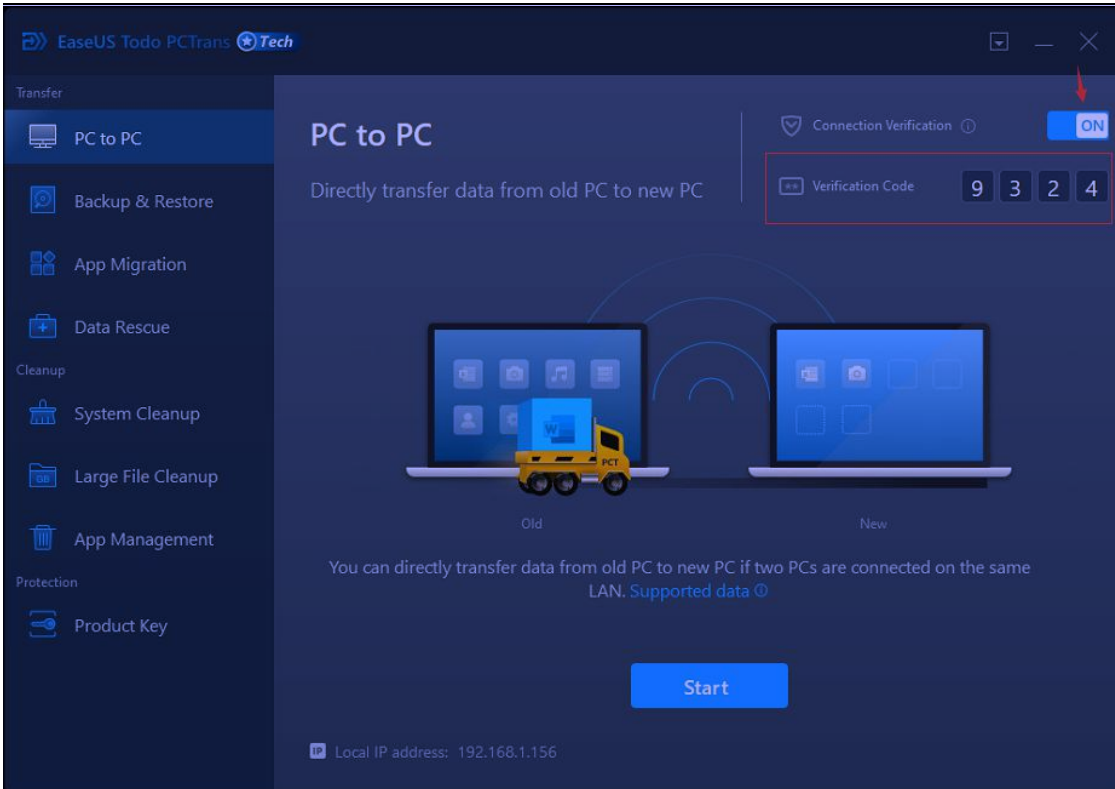 EaseUS Todo PCTrans Tech
Transfer
PC to PC
Backup & Restore
App Migration
Data Rescue
Cleanup
System Cleanup
Large File Cleanup
GB
App Management
Protection
Product Key
PC to PC
Directly transfer data from old PC to new PC
Connection Verification
ON
Verification Code
9 3 2 4
W
PCT
Old
New
You can directly transfer data from old PC to new PC if two PCs are connected on the same
LAN. Supported data
Start
IP Local IP address: 192.168.1.156